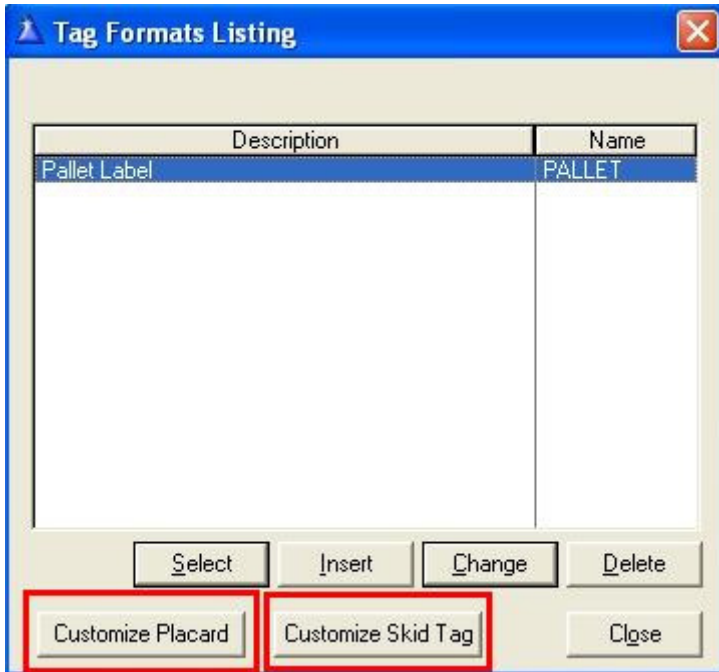 Tag Formats Listing
Description Name
Pallet Label PALLET
Select Insert Change Delete
Customize Placard Customize Skid Tag Close